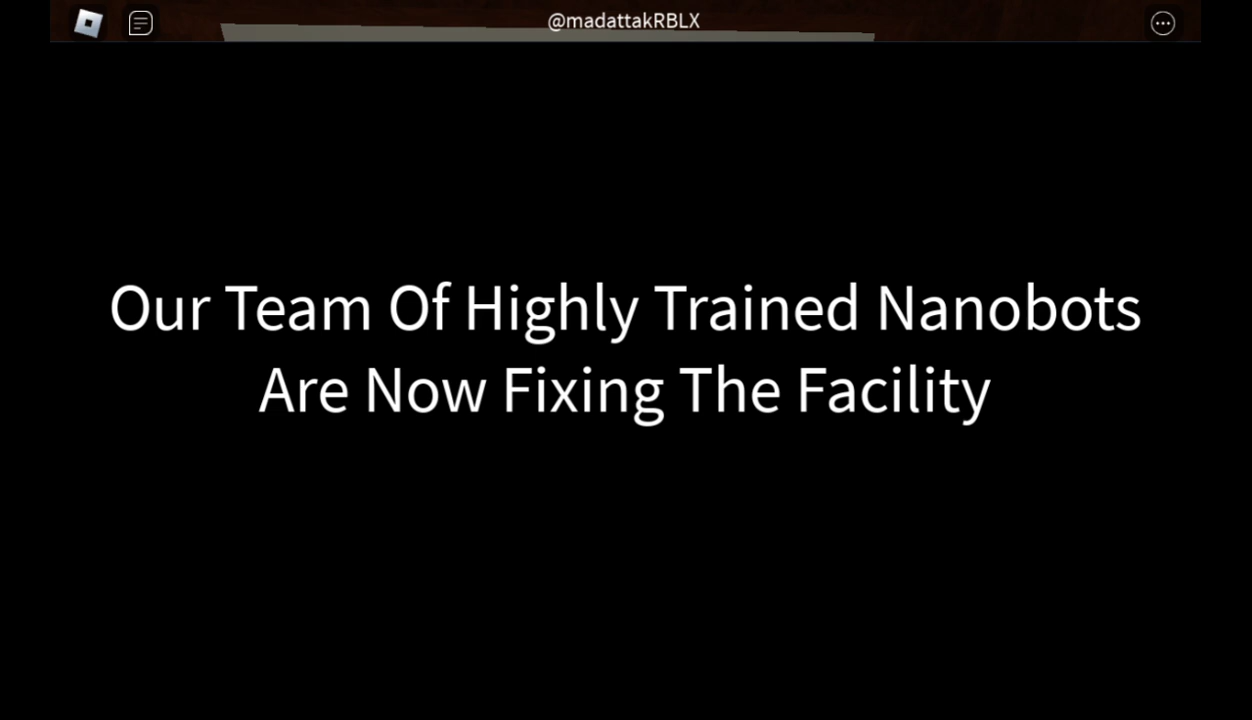 @madattakRBLX
Our Team Of Highly Trained Nanobots
Are Now Fixing The Facility